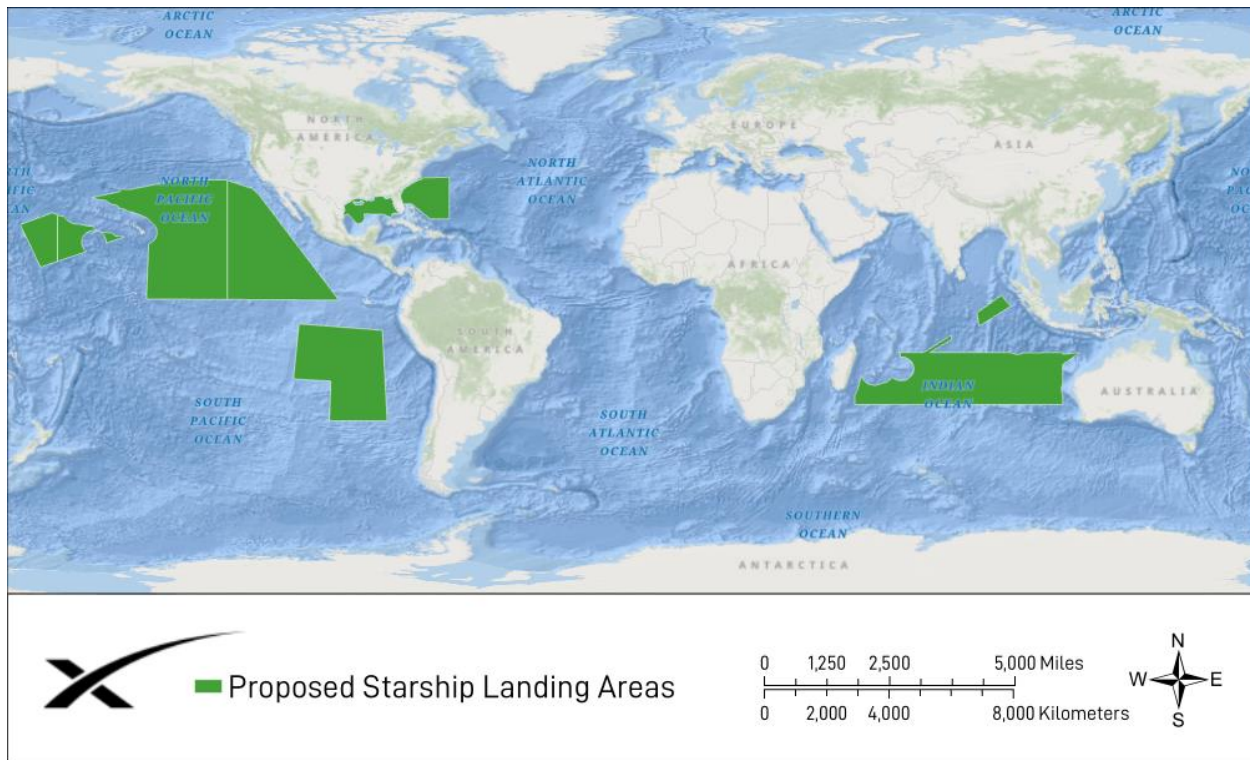 ARCTIC
OCEAN
ARCTIC
OCEAN
NORTH
AMERICA
EUROPE
ASIA
NORTH
PACIFIC
OCEAN
NORTH
ATLANTIC
OCEAN
AFRICA
SOUTH
AMERICA
INDIAN
OCEAN
AUSTRALIA
SOUTH
PACIFIC
OCEAN
SOUTH
ATLANTIC
OCEAN
SOUTHERN
OCEAN
ANTARCTICA
X
Proposed Starship Landing Areas
0 1,250 2,500 5,000 Miles
0 2,000 4,000 8,000 Kilometers
N
W E
S